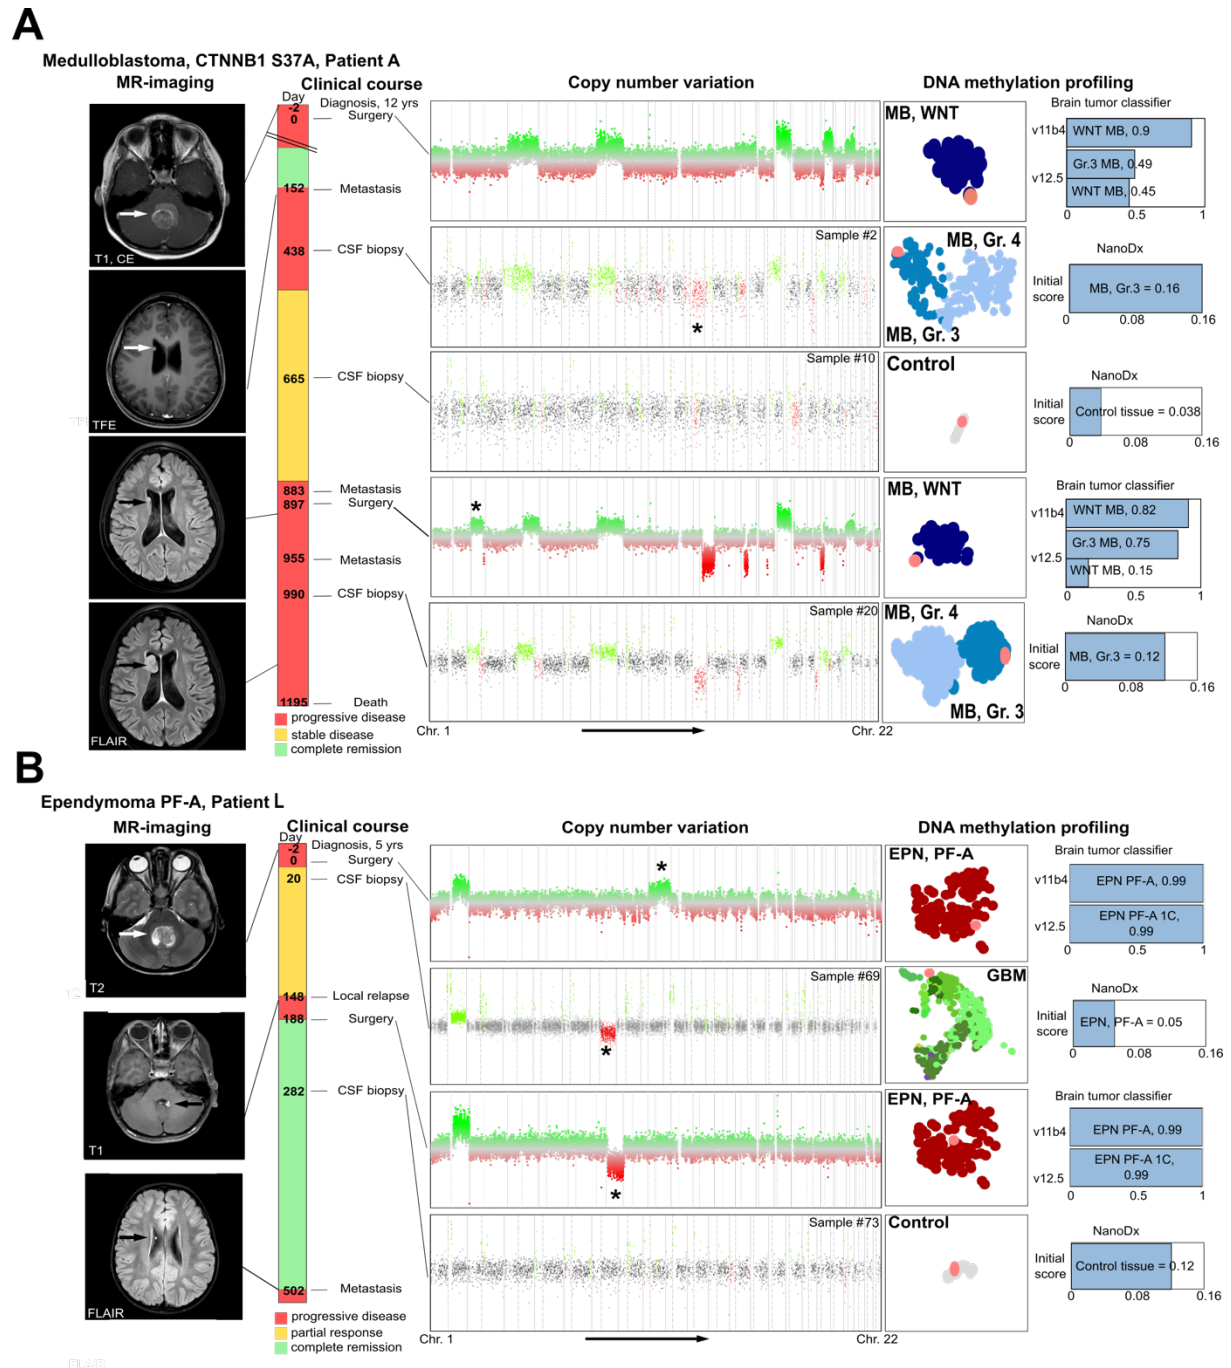 A
Medulloblastoma, CTNNB1 S37A, Patient A
MR-imaging
Clinical course
Copy number variation
DNA methylation profiling
T1, CE
TFE
FLAIR
FLAIR
Day
-2
0
152
438
665
883
897
955
990
1195
Diagnosis, 12 yrs
Surgery
Metastasis
CSF biopsy
CSF biopsy
Metastasis
Surgery
Metastasis
CSF biopsy
Death
progressive disease
stable disease
complete remission
Sample #2
*
Sample #10
*
Sample #20
Chr. 1
Chr. 22
MB, WNT
Brain tumor classifier
v11b4
WNT MB, 0.9
v12.5
Gr.3 MB, 0.49
WNT MB, 0.45
0 0.5 1
MB, Gr. 4
MB, Gr. 3
NanoDx
Initial score
MB, Gr.3 = 0.16
0 0.08 0.16
Control
NanoDx
Initial score
Control tissue = 0.038
0 0.08 0.16
MB, WNT
Brain tumor classifier
v11b4
WNT MB, 0.82
v12.5
Gr.3 MB, 0.75
WNT MB, 0.15
0 0.5 1
MB, Gr. 4
MB, Gr. 3
NanoDx
Initial score
MB, Gr.3 = 0.12
0 0.08 0.16
B
Ependymoma PF-A, Patient L
MR-imaging
Clinical course
Copy number variation
DNA methylation profiling
T2
T1
FLAIR
FLAIR
Day
-2
0
20
148
188
282
502
Diagnosis, 5 yrs
Surgery
CSF biopsy
Local relapse
Surgery
CSF biopsy
Metastasis
progressive disease
partial response
complete remission
*
Sample #69
*
*
Sample #73
Chr. 1
Chr. 22
EPN, PF-A
Brain tumor classifier
v11b4
EPN PF-A, 0.99
v12.5
EPN PF-A 1C,
0.99
0 0.5 1
GBM
NanoDx
Initial score
EPN, PF-A = 0.05
0 0.08 0.16
EPN, PF-A
Brain tumor classifier
v11b4
EPN PF-A, 0.99
v12.5
EPN PF-A 1C,
0.99
0 0.5 1
Control
NanoDx
Initial score
Control tissue = 0.12
0 0.08 0.16